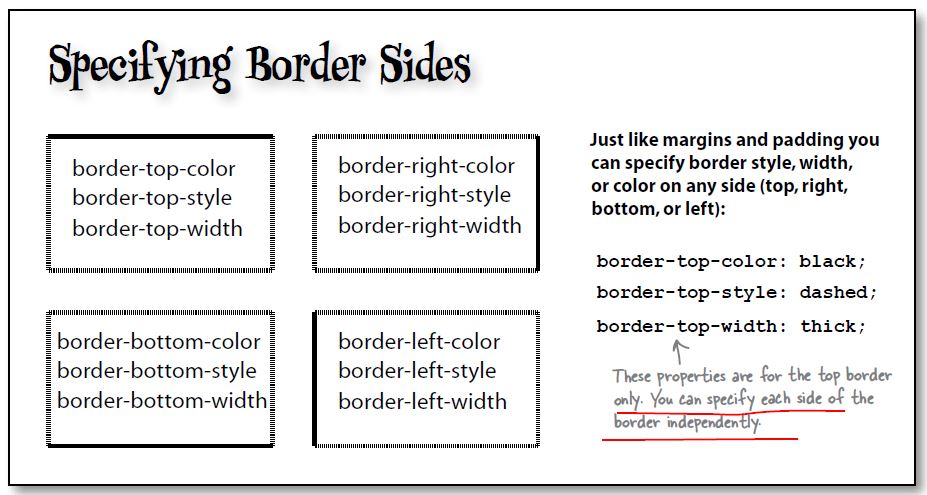 Specifying Border Sides
border-top-color
border-top-style
border-top-width
border-right-color
border-right-style
border-right-width
border-bottom-color
border-bottom-style
border-bottom-width
border-left-color
border-left-style
border-left-width
Just like margins and padding you
can specify border style, width,
or color on any side (top, right,
bottom, or left):
border-top-color: black;
border-top-style: dashed;
border-top-width: thick;
These properties are for the top border
only. You can specify each side of the
border independently.